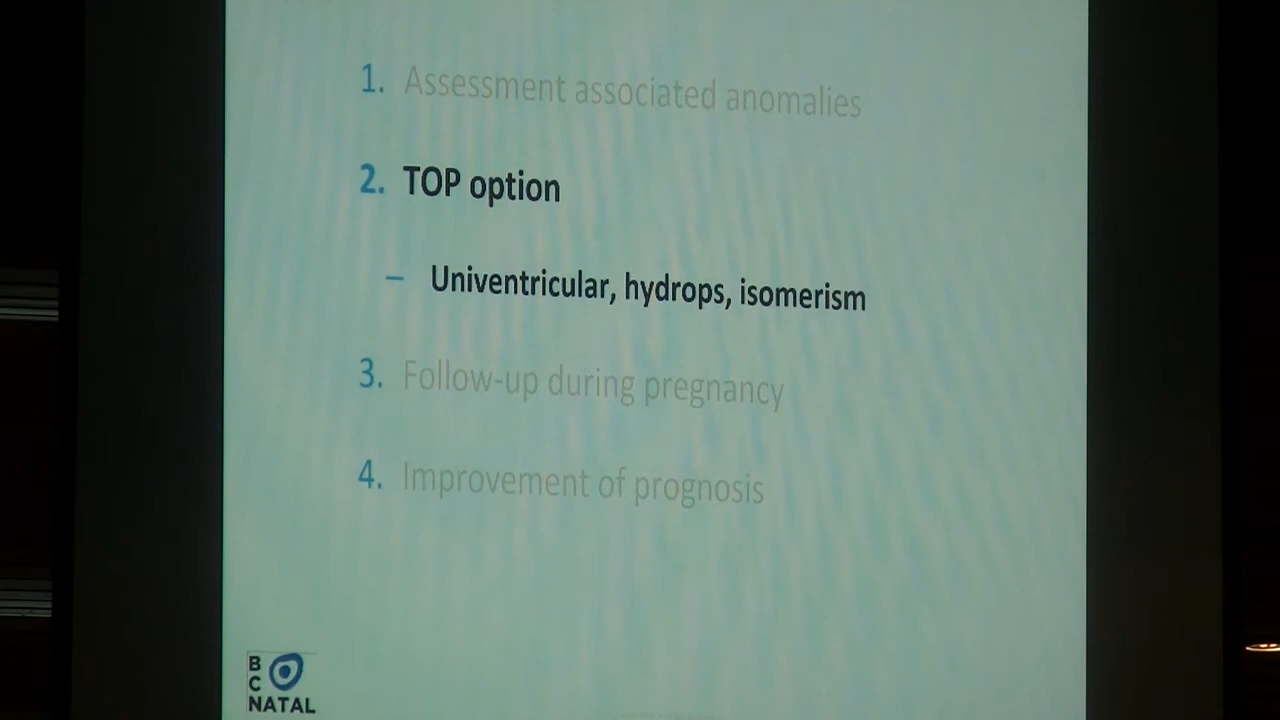 1. Assessment associated anomalies
2. TOP option
– Univentricular, hydrops, isomerism
3. Follow-up during pregnancy
4. Improvement of prognosis
B
C
NATAL